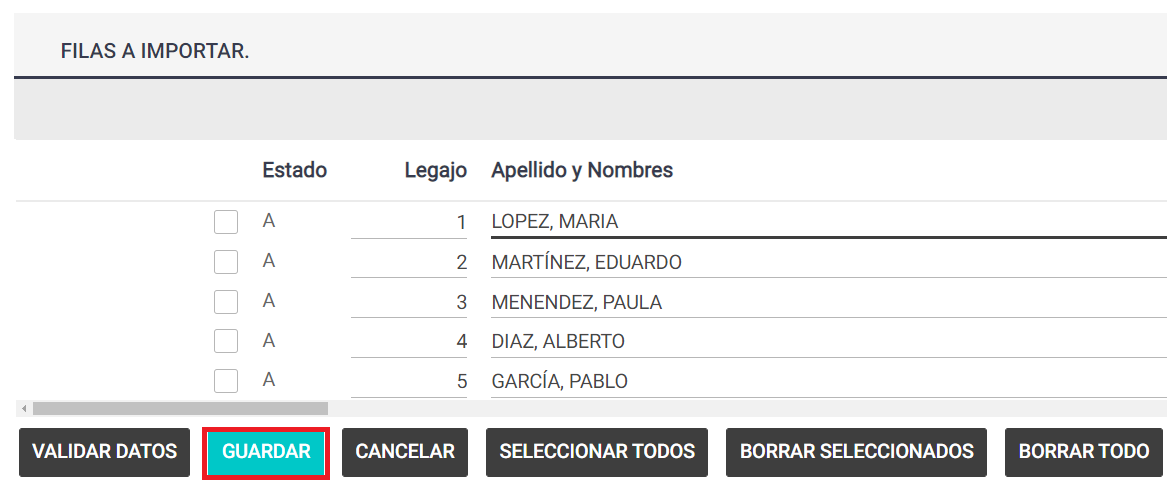 FILAS A IMPORTAR.
Estado Legajo Apellido y Nombres
A 1 LOPEZ, MARIA
A 2 MARTÍNEZ, EDUARDO
A 3 MENENDEZ, PAULA
A 4 DIAZ, ALBERTO
A 5 GARCÍA, PABLO
VALIDAR DATOS GUARDAR CANCELAR SELECCIONAR TODOS BORRAR SELECCIONADOS BORRAR TODO